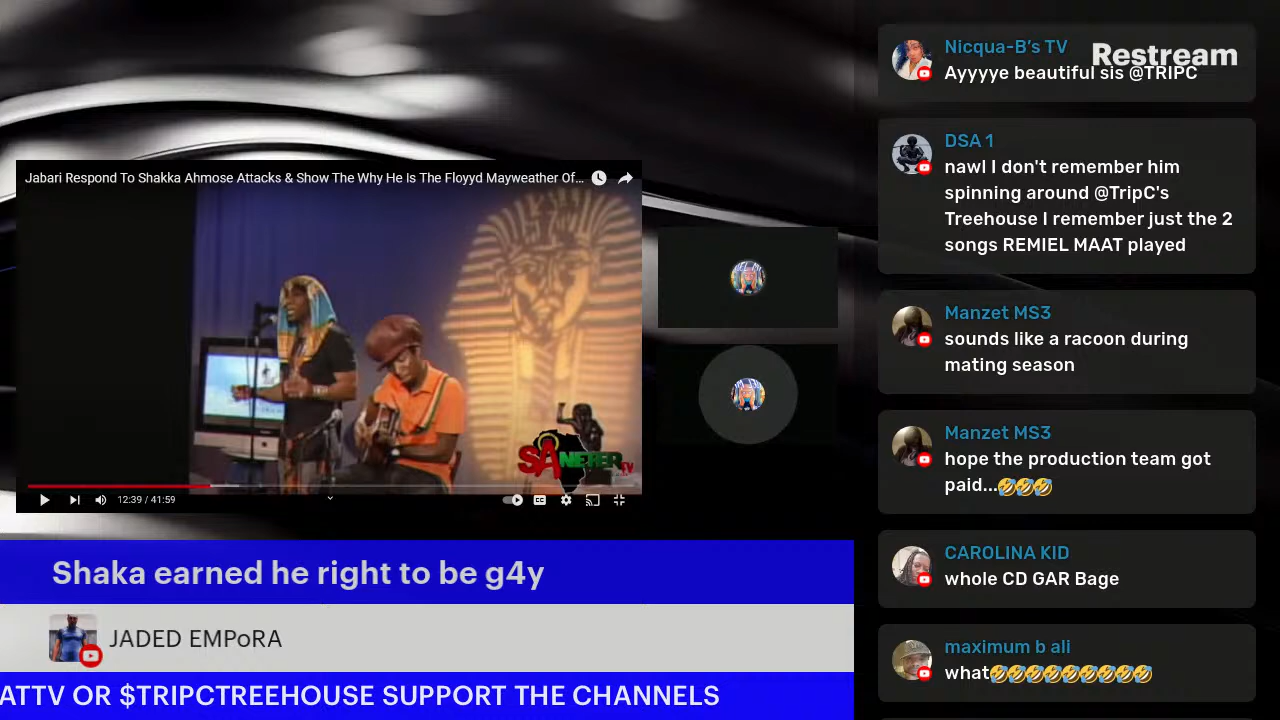 Restream
Nicqua-B’s TV
Ayyyye beautiful sis @TRIPC
DSA 1
nawl I don't remember him
spinning around @TripC's
Treehouse I remember just the 2
songs REMIEL MAAT played
Manzet MS3
sounds like a racoon during
mating season
Manzet MS3
hope the production team got
paid...🤣🤣🤣
CAROLINA KID
whole CD GAR Bage
maximum b ali
what🤣🤣🤣🤣🤣🤣🤣🤣🤣
Jabari Respond To Shakka Ahmose Attacks & Show The Why He Is The Floyyd Mayweather Of...
SANETER TV
12:39 / 41:59
CC
Shaka earned he right to be g4y
JADED EMPoRA
ATTV OR $TRIPCTREEHOUSE SUPPORT THE CHANNELS